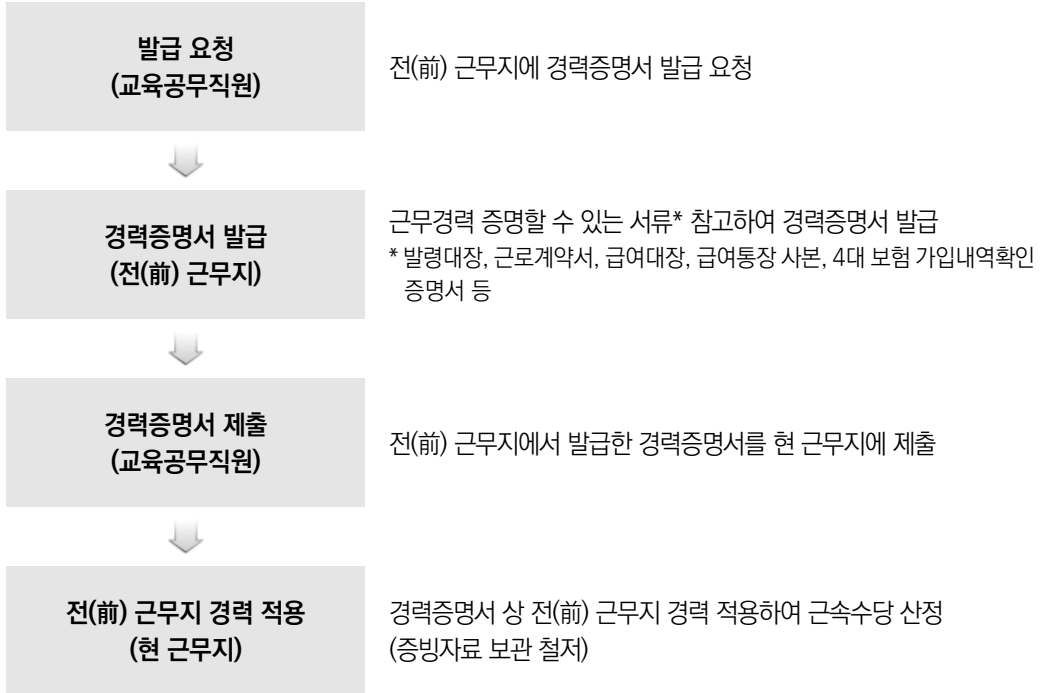 발급 요청
(교육공무직원)
전(前) 근무지에 경력증명서 발급 요청
경력증명서 발급
(전(前) 근무지)
근무경력 증명할 수 있는 서류* 참고하여 경력증명서 발급
* 발령대장, 근로계약서, 급여대장, 급여통장 사본, 4대 보험 가입내역확인
증명서 등
경력증명서 제출
(교육공무직원)
전(前) 근무지에서 발급한 경력증명서를 현 근무지에 제출
전(前) 근무지 경력 적용
(현 근무지)
경력증명서 상 전(前) 근무지 경력 적용하여 근속수당 산정
(증빙자료 보관 철저)